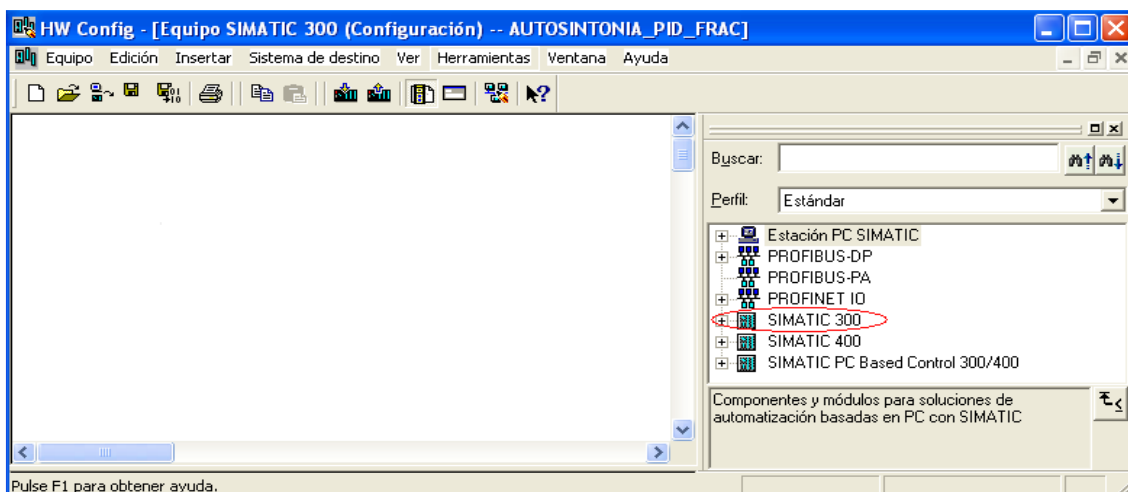 HW Config - [Equipo SIMATIC 300 (Configuración) -- AUTOSINTONIA_PID_FRAC]
Equipo Edición Insertar Sistema de destino Ver Herramientas Ventana Ayuda
Buscar:
Perfil: Estándar
Estación PC SIMATIC
PROFIBUS-DP
PROFIBUS-PA
PROFINET IO
SIMATIC 300
SIMATIC 400
SIMATIC PC Based Control 300/400
Componentes y módulos para soluciones de
automatización basadas en PC con SIMATIC
Pulse F1 para obtener ayuda.